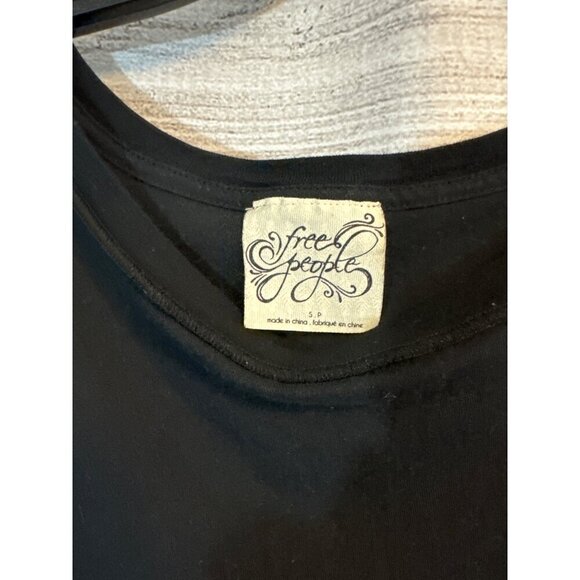 free
people
S . P
made in china . fabriqué en chine